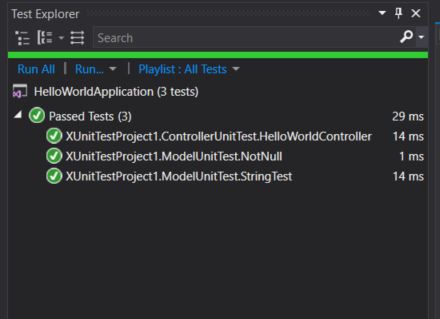 Test Explorer
Search
Run All | Run... | Playlist : All Tests
HelloWorldApplication (3 tests)
Passed Tests (3) 29 ms
XUnitTestProject1.ControllerUnitTest.HelloWorldController 14 ms
XUnitTestProject1.ModelUnitTest.NotNull 1 ms
XUnitTestProject1.ModelUnitTest.StringTest 14 ms